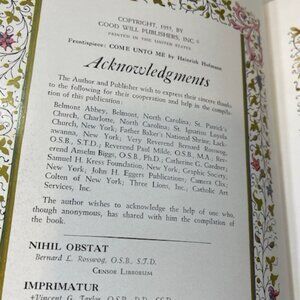 COPYRIGHT, 1955, BY
GOOD WILL PUBLISHERS, INC.
PRINTED IN THE UNITED STATES
Frontispiece: COME UNTO ME by Heinrich Hofmann
Acknowledgments
The Author and Publisher wish to express their sincere thanks
to the following for their cooperation and help in the compila-
tion of this publication:
Belmont Abbey, Belmont, North Carolina, St. Patrick's
Church, Charlotte, North Carolina; St. Ignatius Loyola
Church, New York; Father Baker's National Shrine, Lack-
awanna, New York; Very Reverend Bernard Rosswog,
O.S.B., S.T.D.; Reverend Paul Milde, O.S.B., M.A.; Rev-
erend Anselm Biggs, O.S.B., Ph.D.; Catherine G. Gardner;
Samuel H. Kress Foundation, New York; Graphic Society,
New York; John H. Eggers Publications; Camera Clix;
Colten of New York; Three Lions, Inc.; Catholic Art
Services, Inc.
The author wishes to acknowledge the help of one who,
though anonymous, has shared with him the compilation of
the book.
NIHIL OBSTAT
Bernard L. Rosswog, O.S.B., S.T.D.
CENSOR LIBRORUM
IMPRIMATUR
+Vincent G. Taylor, O.S.B., D.D.